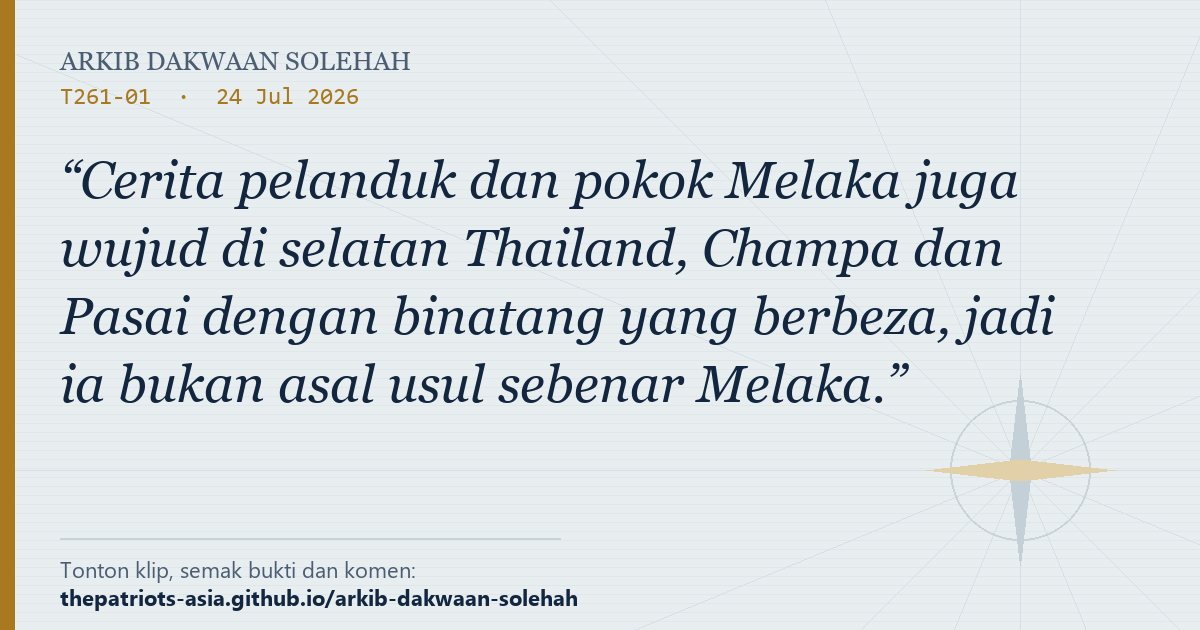 ARKIB DAKWAAN SOLEHAH
T261-01 · 24 Jul 2026
“Cerita pelanduk dan pokok Melaka juga
wujud di selatan Thailand, Champa dan
Pasai dengan binatang yang berbeza, jadi
ia bukan asal usul sebenar Melaka.”
Tonton klip, semak bukti dan komen:
thepatriots-asia.github.io/arkib-dakwaan-solehah